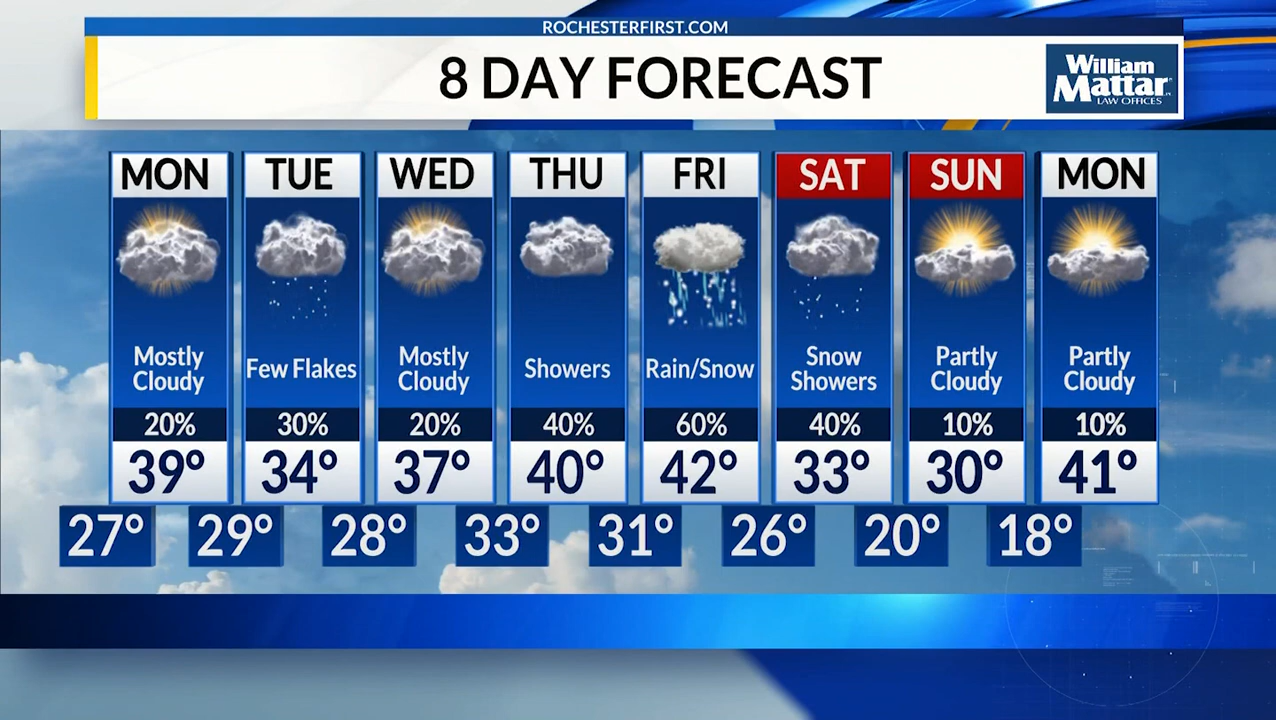 ROCHESTERFIRST.COM
8 DAY FORECAST
William
Mattar
LAW OFFICES
MON TUE WED THU FRI SAT SUN MON
Mostly Cloudy
Few Flakes
Mostly Cloudy
Showers
Rain/Snow
Snow Showers
Partly Cloudy
Partly Cloudy
20% 30% 20% 40% 60% 40% 10% 10%
39° 34° 37° 40° 42° 33° 30° 41°
27° 29° 28° 33° 31° 26° 20° 18°